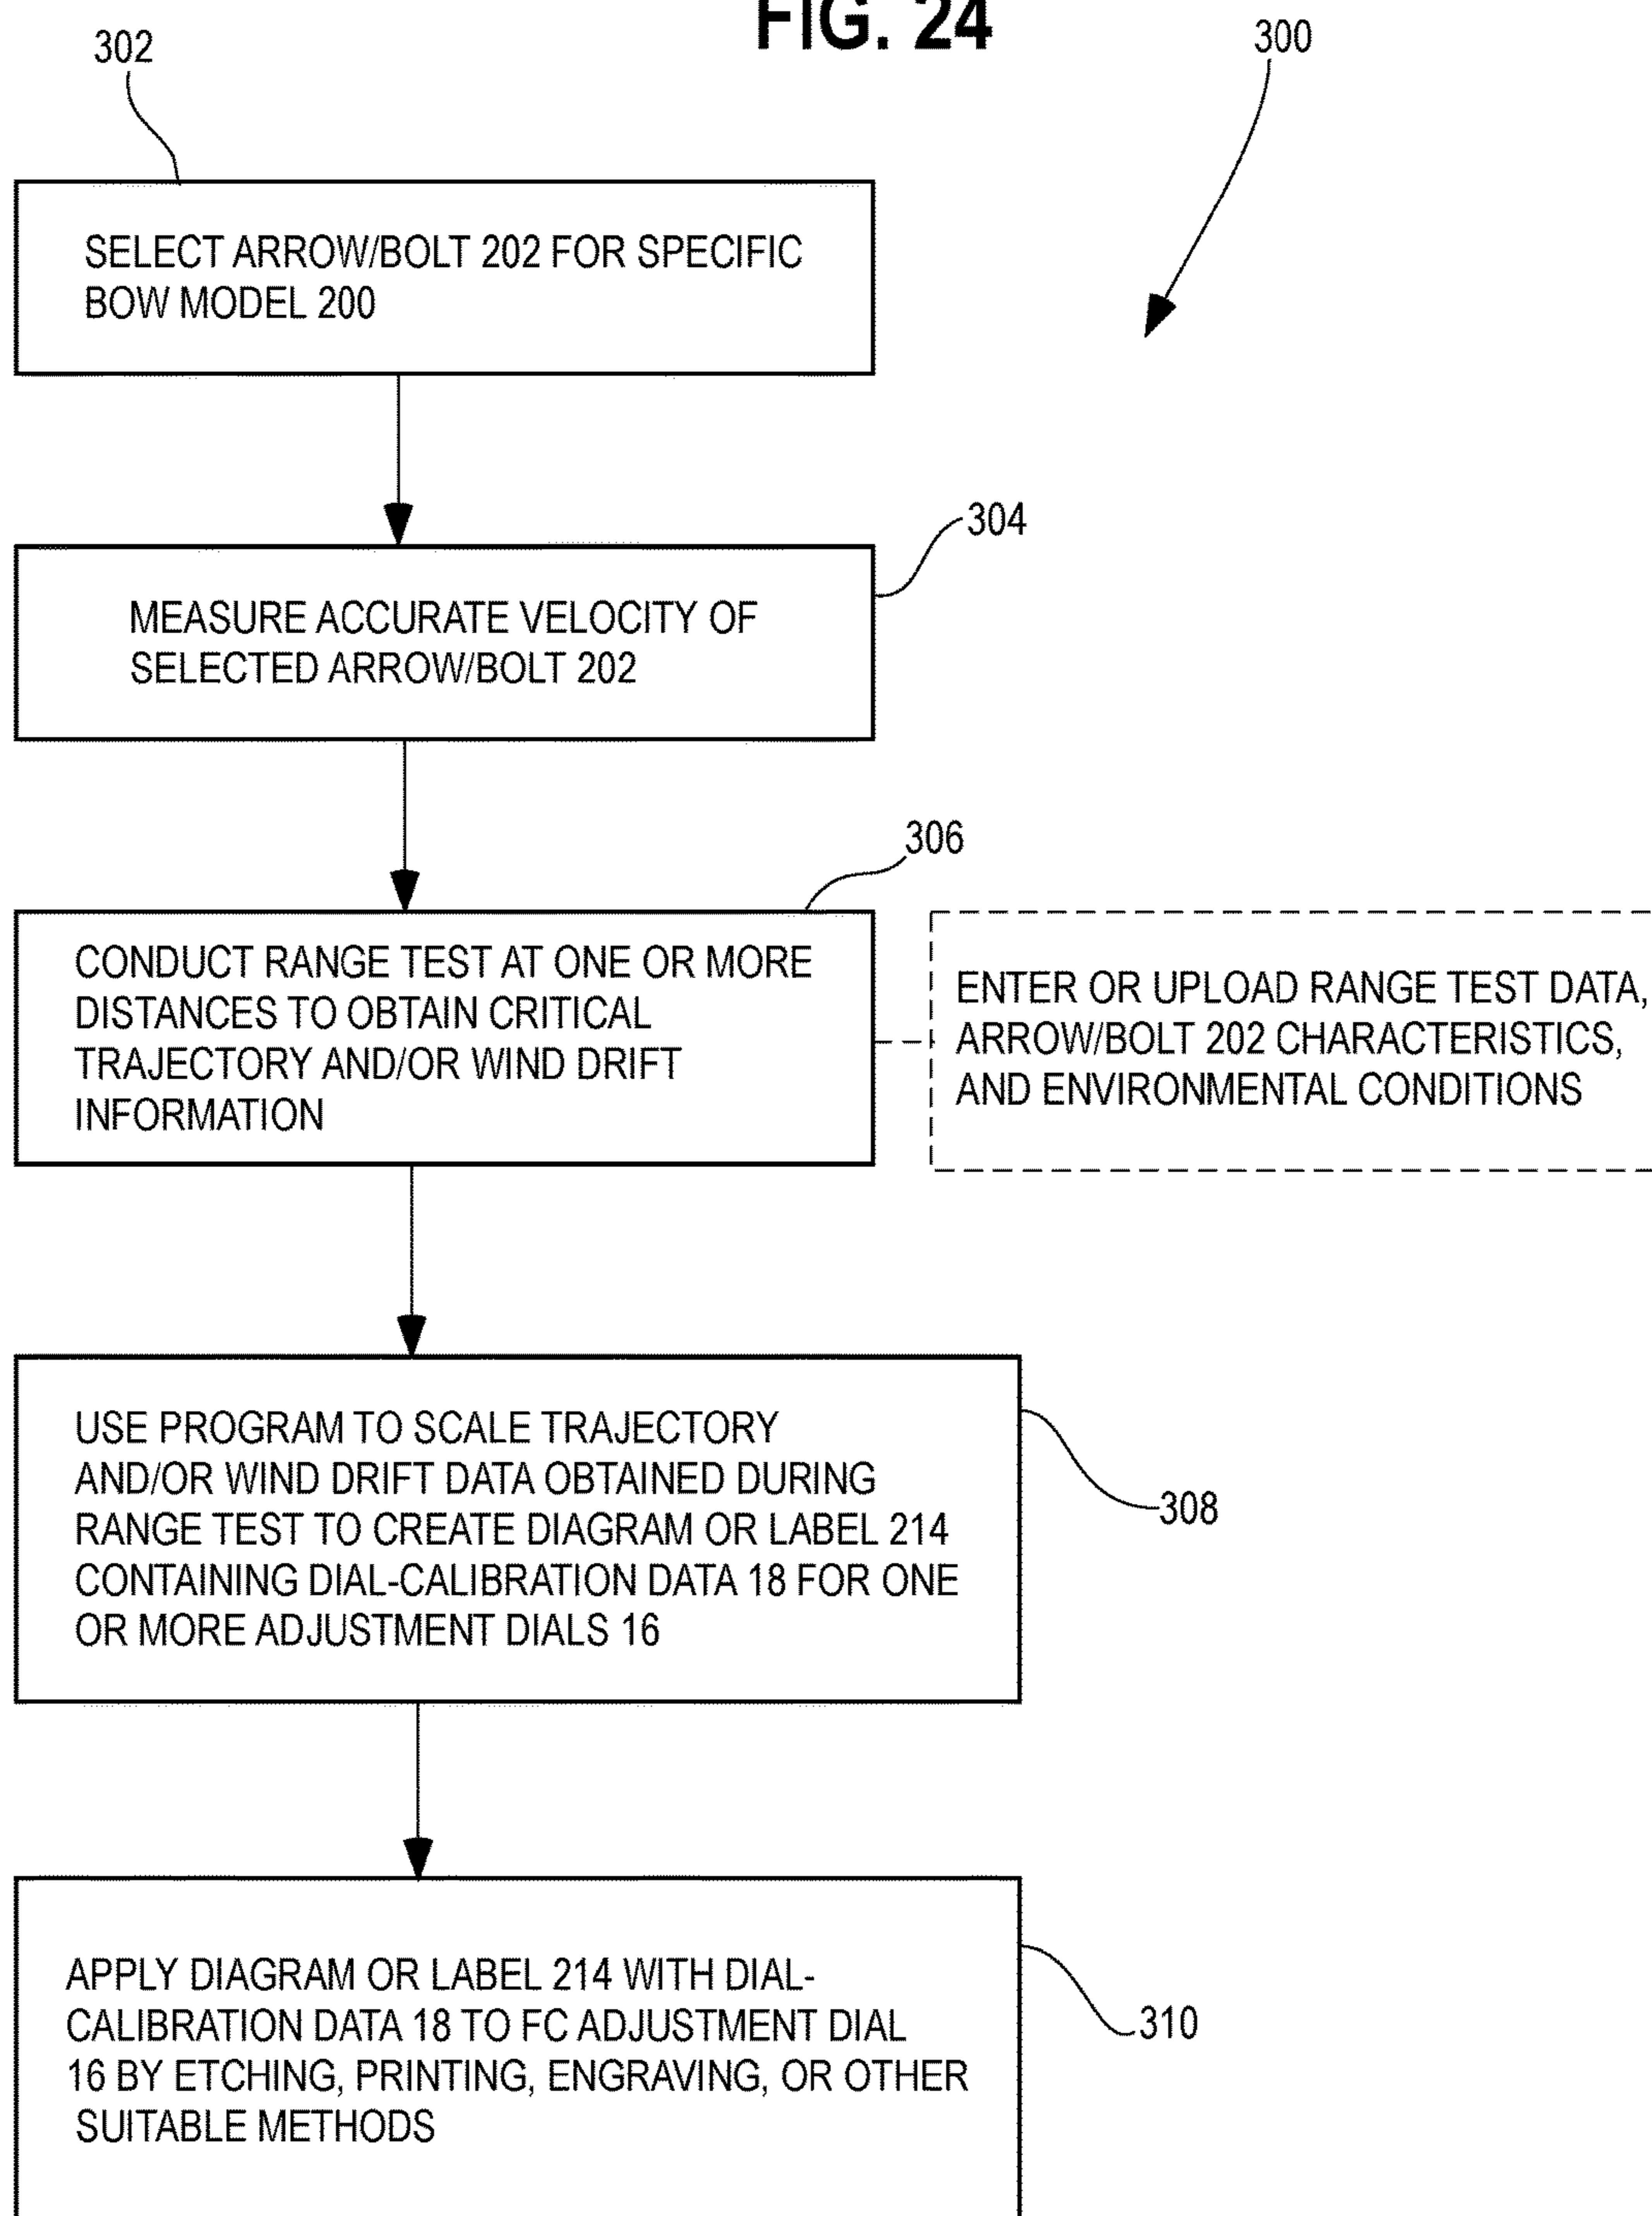 FIG. 24
302
300
SELECT ARROW/BOLT 202 FOR SPECIFIC
BOW MODEL 200
304
MEASURE ACCURATE VELOCITY OF
SELECTED ARROW/BOLT 202
306
CONDUCT RANGE TEST AT ONE OR MORE
DISTANCES TO OBTAIN CRITICAL
TRAJECTORY AND/OR WIND DRIFT
INFORMATION
ENTER OR UPLOAD RANGE TEST DATA,
ARROW/BOLT 202 CHARACTERISTICS,
AND ENVIRONMENTAL CONDITIONS
USE PROGRAM TO SCALE TRAJECTORY
AND/OR WIND DRIFT DATA OBTAINED DURING
RANGE TEST TO CREATE DIAGRAM OR LABEL 214
CONTAINING DIAL-CALIBRATION DATA 18 FOR ONE
OR MORE ADJUSTMENT DIALS 16
308
APPLY DIAGRAM OR LABEL 214 WITH DIAL-
CALIBRATION DATA 18 TO FC ADJUSTMENT DIAL
16 BY ETCHING, PRINTING, ENGRAVING, OR OTHER
SUITABLE METHODS
310